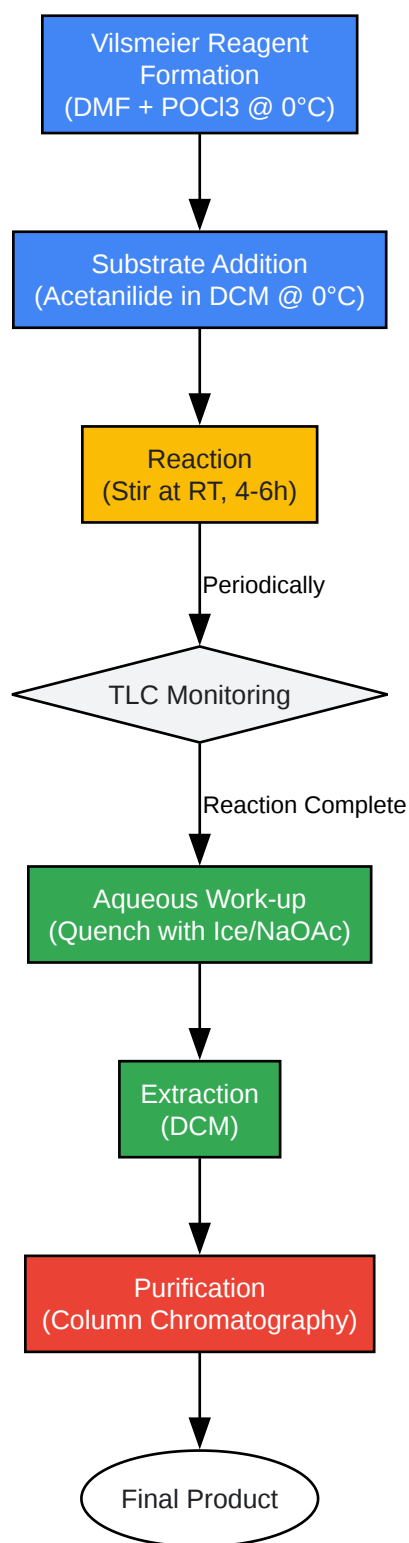 Vilsmeier Reagent
Formation
(DMF + POCl3 @ 0°C)
Substrate Addition
(Acetanilide in DCM @ 0°C)
Reaction
(Stir at RT, 4-6h)
Periodically
TLC Monitoring
Reaction Complete
Aqueous Work-up
(Quench with Ice/NaOAc)
Extraction
(DCM)
Purification
(Column Chromatography)
Final Product